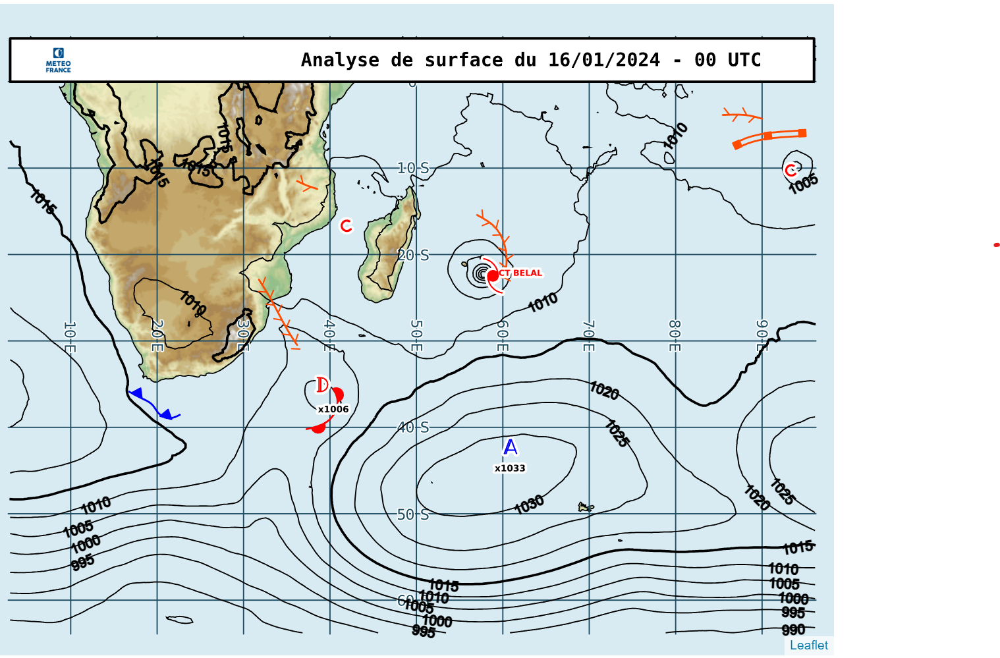 METEO
FRANCE
Analyse de surface du 16/01/2024 - 00 UTC
0
1015
1010
1015
1015
1015
10 S
C
1005
1015
C
20 S
CT BELAL
1010
1010
10 E
20 E
30 E
40 E
50 E
60 E
70 E
80 E
90 E
D
x1006
1020
40 S
1025
A
x1033
1020
1025
1010
1030
50 S
1005
1000
995
1015
1015
1010
1010
1005
60
1005
1000
1000
995
995
990
Leaflet